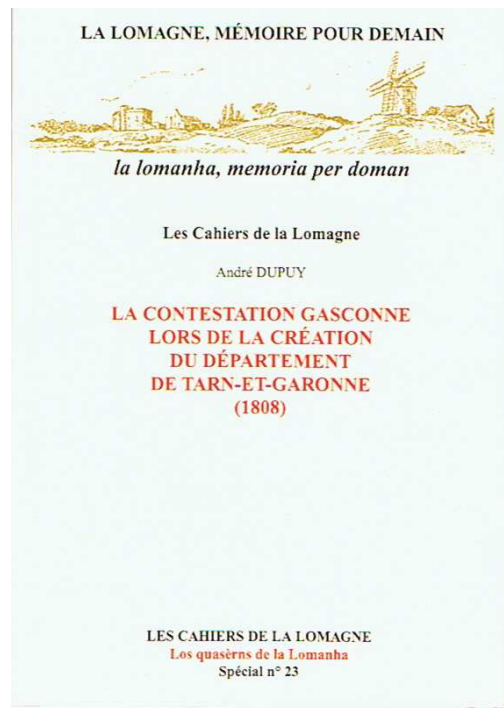 LA LOMAGNE, MÉMOIRE POUR DEMAIN
la lomanha, memoria per doman
Les Cahiers de la Lomagne
André DUPUY
LA CONTESTATION GASCONNE
LORS DE LA CRÉATION
DU DÉPARTEMENT
DE TARN-ET-GARONNE
(1808)
LES CAHIERS DE LA LOMAGNE
Los quasèrns de la Lomanha
Spécial n° 23